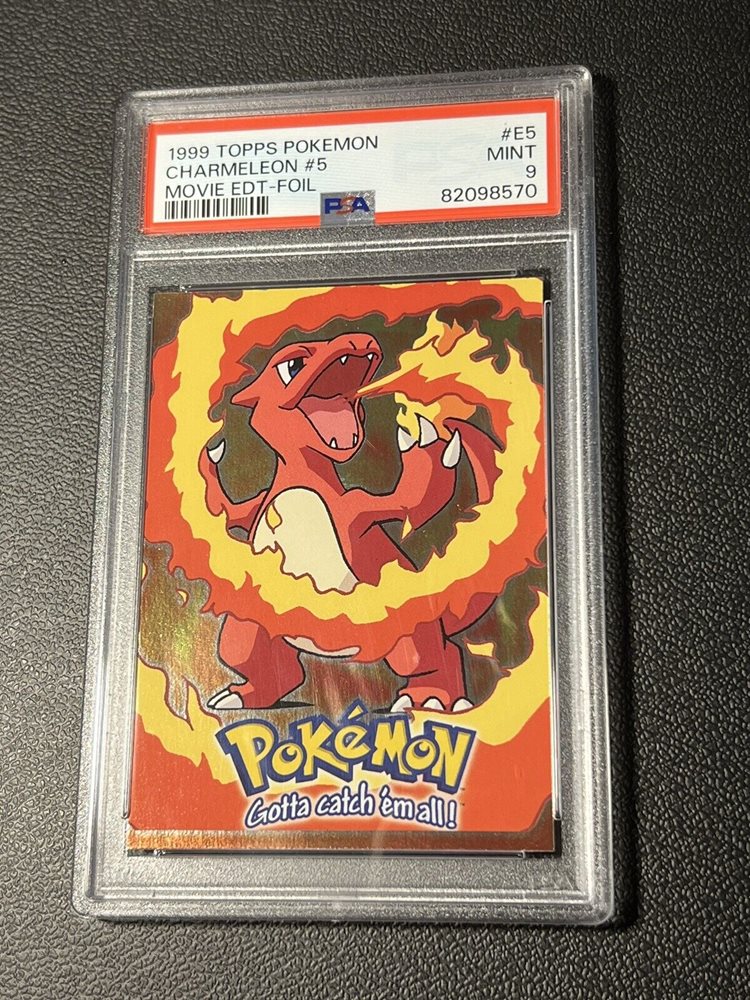 1999 TOPPS POKEMON #E5
CHARMELEON #5 MINT
MOVIE EDT-FOIL 9
PSA 82098570
POKéMON
Gotta catch 'em all!